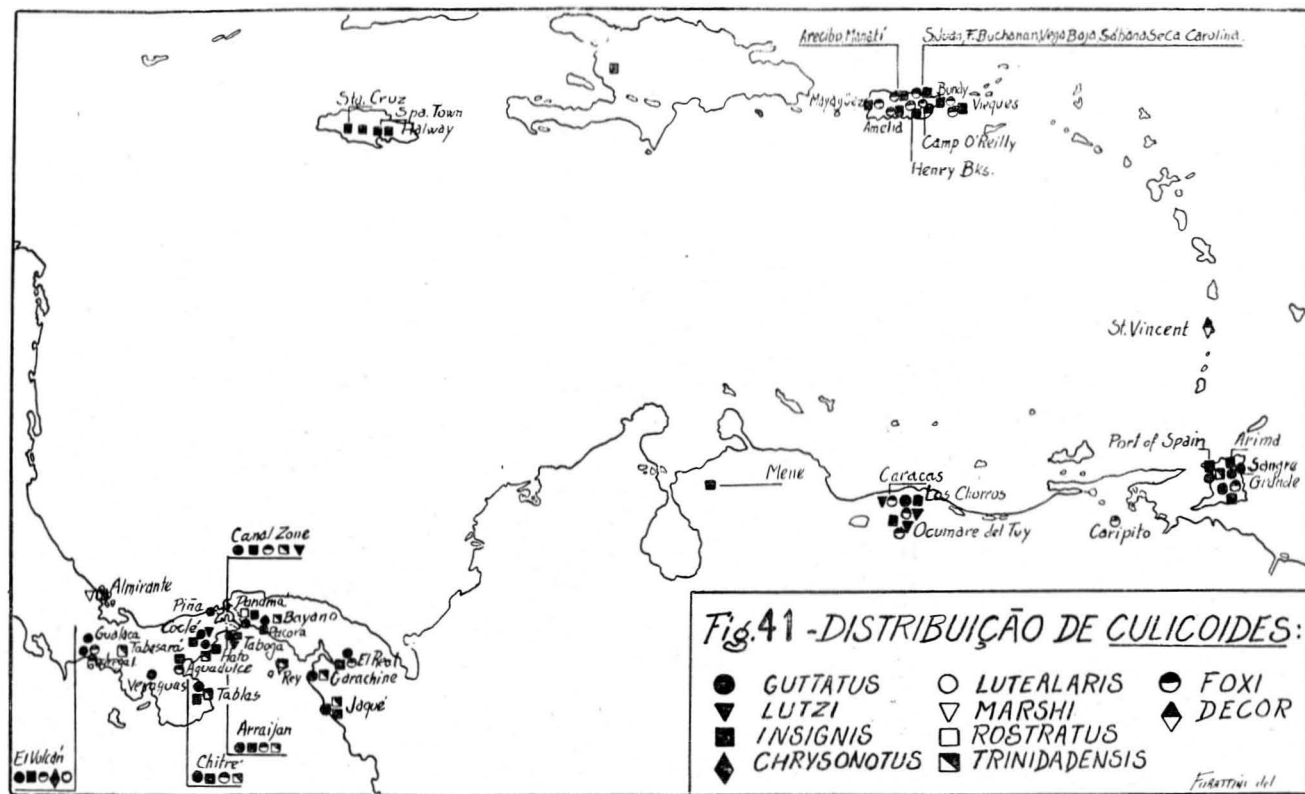 Arecibo Manatí
S.Juan, F. Buchanan, Vega Baja, Sábana Seca Carolina.
Sta. Cruz
Spa. Town
Halway
Mayagüez
Bundy
Vieques
Amelia
Camp O'Reilly
Henry Bks.
St. Vincent
Port of Spain
Arima
Sangre
Grande
Mene
Caracas
Los Chorros
Ocumare del Tuy
Caripito
Canal Zone
Almirante
Piña
Panamá
Bayano
Pacora
Coclé
Gualaca
Tabasará
Hato
Taboga
Aguadulce
Veraguas
Rey
El Real
Garachine
Tablas
Jaqué
Arraiján
El Vulcán
Chitré
Fig. 41 - DISTRIBUIÇÃO DE CULICOIDES:
GUTTATUS
LUTZI
INSIGNIS
CHRYSONOTUS
LUTEALARIS
MARSHI
ROSTRATUS
TRINIDADENSIS
FOXI
DECOR